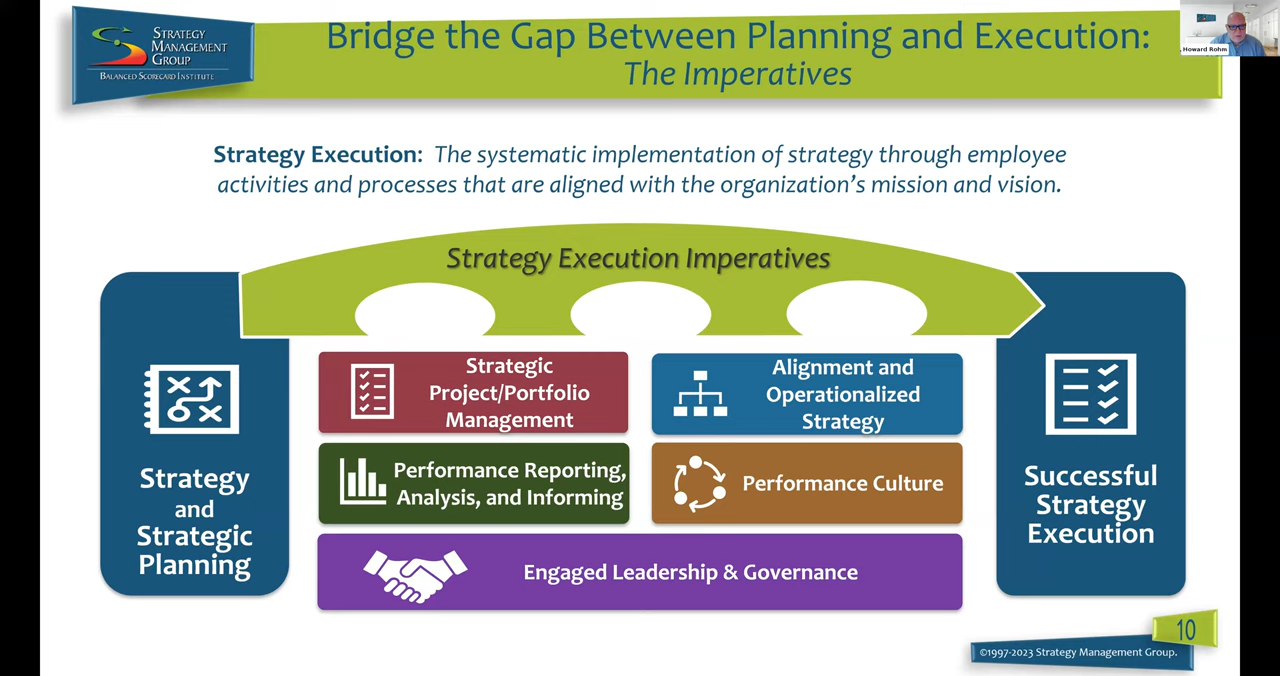 STRATEGY
MANAGEMENT
GROUP
BALANCED SCORECARD INSTITUTE
Bridge the Gap Between Planning and Execution:
The Imperatives
Howard Rohm
Strategy Execution: The systematic implementation of strategy through employee
activities and processes that are aligned with the organization's mission and vision.
Strategy Execution Imperatives
Strategy
and
Strategic
Planning
Strategic
Project/Portfolio
Management
Alignment and
Operationalized
Strategy
Performance Reporting,
Analysis, and Informing
Performance Culture
Engaged Leadership & Governance
Successful
Strategy
Execution
10
©1997-2023 Strategy Management Group.